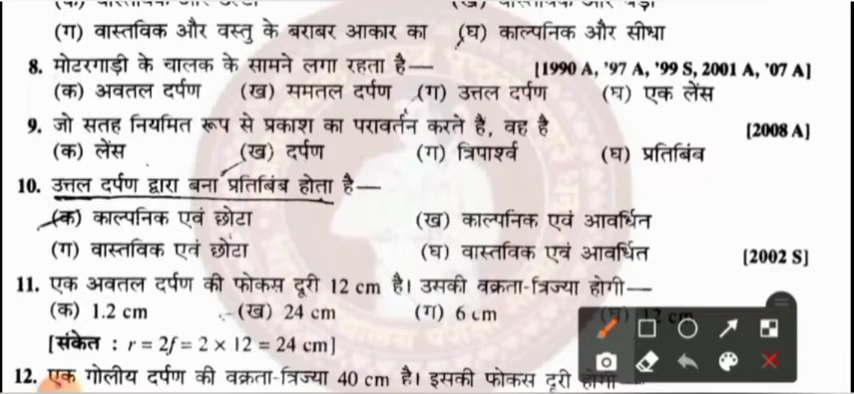 (ग) वास्तविक और वस्तु के बराबर आकार का (घ) काल्पनिक और सीधा
8. मोटरगाड़ी के चालक के सामने लगा रहता है— [1990 A, '97 A, '99 S, 2001 A, '07 A]
(क) अवतल दर्पण (ख) समतल दर्पण (ग) उत्तल दर्पण (घ) एक लेंस
9. जो सतह नियमित रूप से प्रकाश का परावर्तन करते हैं, वह है [2008 A]
(क) लेंस (ख) दर्पण (ग) त्रिपार्श्व (घ) प्रतिबिंब
10. उत्तल दर्पण द्वारा बना प्रतिबिंब होता है—
(क) काल्पनिक एवं छोटा (ख) काल्पनिक एवं आवर्धित
(ग) वास्तविक एवं छोटा (घ) वास्तविक एवं आवर्धित [2002 S]
11. एक अवतल दर्पण की फोकस दूरी 12 cm है। उसकी वक्रता-त्रिज्या होगी—
(क) 1.2 cm (ख) 24 cm (ग) 6 cm (घ) 12 cm
[संकेत : r = 2f = 2 × 12 = 24 cm]
12. एक गोलीय दर्पण की वक्रता-त्रिज्या 40 cm है। इसकी फोकस दूरी होगी